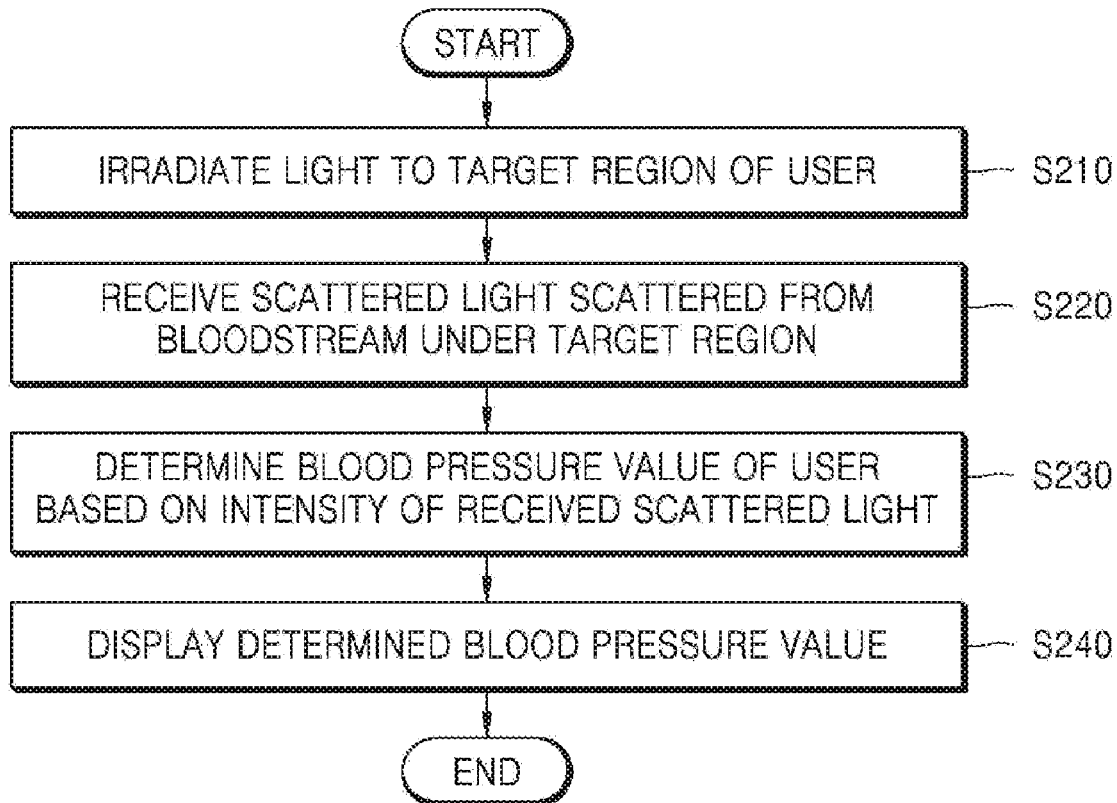 START
IRRADIATE LIGHT TO TARGET REGION OF USER
S210
RECEIVE SCATTERED LIGHT SCATTERED FROM
BLOODSTREAM UNDER TARGET REGION
S220
DETERMINE BLOOD PRESSURE VALUE OF USER
BASED ON INTENSITY OF RECEIVED SCATTERED LIGHT
S230
DISPLAY DETERMINED BLOOD PRESSURE VALUE
S240
END